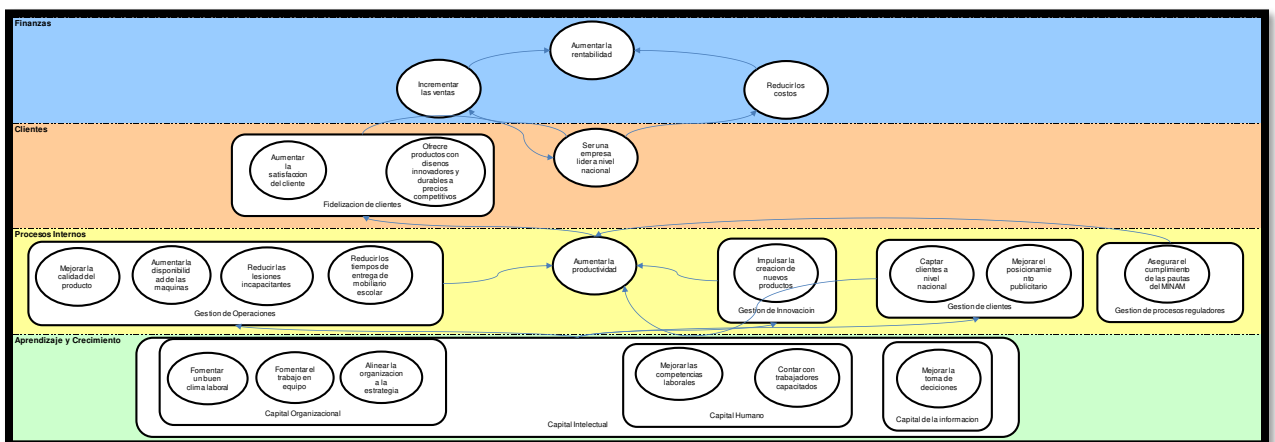 Finanzas
Aumentar la
rentabilidad
Incrementar
las ventas
Reducir los
costos
Clientes
Aumentar
la
satisfaccion
del cliente
Ofrecre
productos con
disenos
innovadores y
durables a
precios
competitivos
Fidelizacion de clientes
Ser una
empresa
lider a nivel
nacional
Procesos Internos
Mejorar la
calidad del
producto
Aumentar la
disponibilid
ad de las
maquinas
Reducir las
lesiones
incapacitantes
Reducir los
tiempos de
entrega de
mobiliario
escolar
Gestion de Operaciones
Aumentar la
productividad
Impulsar la
creacion de
nuevos
productos
Gestion de Innovacioin
Captar
clientes a
nivel
nacional
Mejorar el
posicionamie
nto
publicitario
Gestion de clientes
Asegurar el
cumplimiento
de las pautas
del MINAM
Gestion de procesos reguladores
Aprendizaje y Crecimiento
Fomentar
un buen
clima laboral
Fomentar el
trabajo en
equipo
Alinear la
organizacion
a la
estrategia
Capital Organizacional
Mejorar las
competencias
laborales
Contar con
trabajadores
capacitados
Capital Humano
Mejorar la
toma de
deciciones
Capital de la informacion
Capital Intelectual